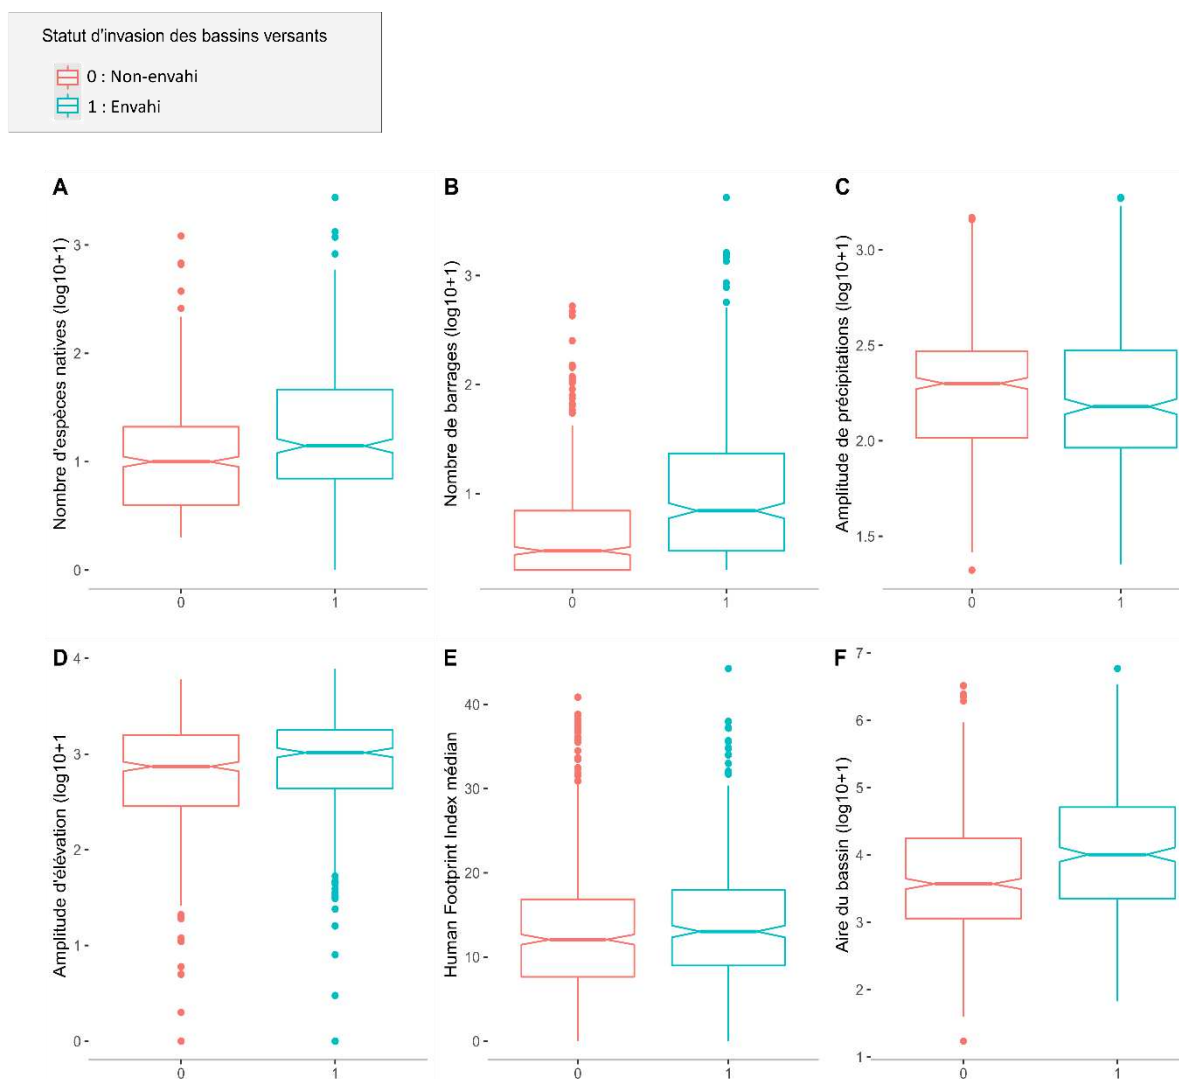 Statut d'invasion des bassins versants
0 : Non-envahi
1 : Envahi
A
Nombre d'espèces natives (log10+1)
3
2
1
0
0 1
B
Nombre de barrages (log10+1)
3
2
1
0 1
C
Amplitude de précipitations (log10+1)
3.0
2.5
2.0
1.5
0 1
D
Amplitude d'élévation (log10+1
4
3
2
1
0
0 1
E
Human Footprint Index médian
40
30
20
10
0
0 1
F
Aire du bassin (log10+1)
7
6
5
4
3
2
1
0 1